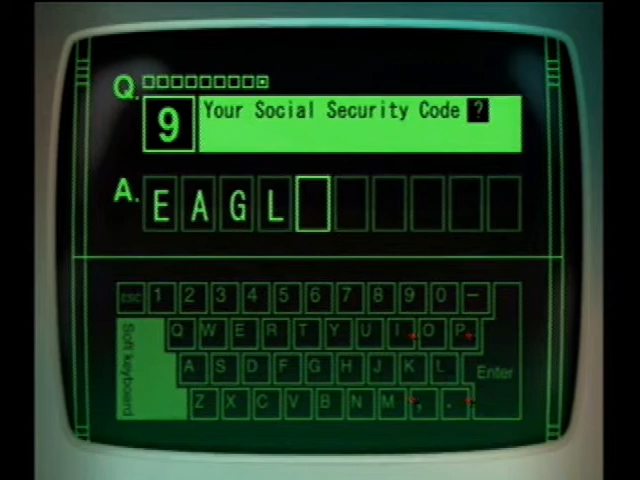 Q.
9 Your Social Security Code ?
A. E A G L
ESC 1 2 3 4 5 6 7 8 9 0 -
Q W E R T Y U I O P
A S D F G H J K L Enter
Z X C V B N M , .
Soft keyboard